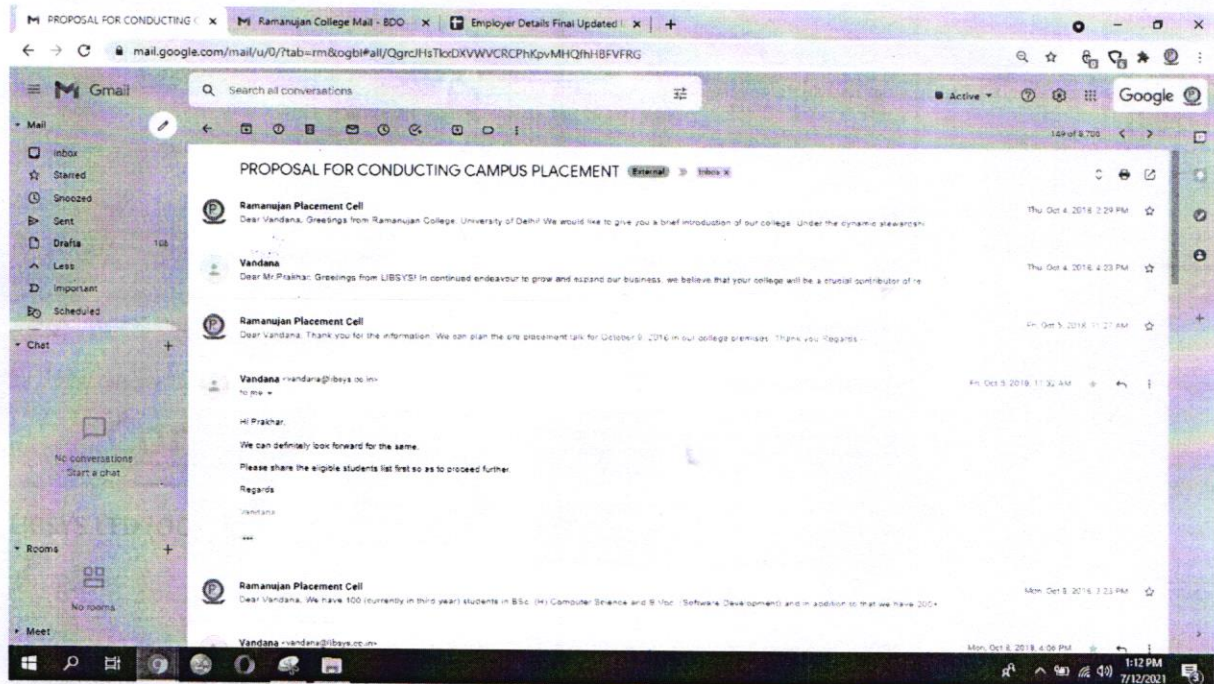 PROPOSAL FOR CONDUCTING C
Ramanujan College Mail - BDO
Employer Details Final Updated
mail.google.com/mail/u/0/?tab=rm&ogbl#all/
Gmail
Search all conversations
Active
Google
Mail
149 of 8,708
Inbox
Starred
Snoozed
Sent
Drafts 108
Less
Important
Scheduled
PROPOSAL FOR CONDUCTING CAMPUS PLACEMENT External Inbox x
Ramanujan Placement Cell
Thu, Oct 4, 2018, 2:29 PM
Dear Vandana, Greetings from Ramanujan College, University of Delhi! We would like to give you a brief introduction of our college. Under the dynamic stewardshi
Vandana
Thu, Oct 4, 2018, 4:23 PM
Dear Mr.Prakhar, Greetings from LIBSYS! In continued endeavour to grow and expand our business, we believe that your college will be a crucial contributor of re
Ramanujan Placement Cell
Fri, Oct 5, 2018, 11:27 AM
Dear Vandana, Thank you for the information. We can plan the pre placement talk for October 9, 2018 in our college premises. Thank you Regards
Chat
Vandana <vandana@libsys.co.in>
Fri, Oct 5, 2018, 11:32 AM
to me
Hi Prakhar,
We can definitely look forward for the same.
Please share the eligible students list first so as to proceed further.
Regards
Vandana
No conversations
Start a chat
Rooms
No rooms
Ramanujan Placement Cell
Mon, Oct 8, 2018, 3:23 PM
Dear Vandana, We have 100 (currently in third year) students in BSc. (H) Computer Science and B.Voc. (Software Development) and in addition to that we have 200+
Meet
Vandana <vandana@libsys.co.in>
Mon, Oct 8, 2018, 4:06 PM
1:12 PM
7/12/2021